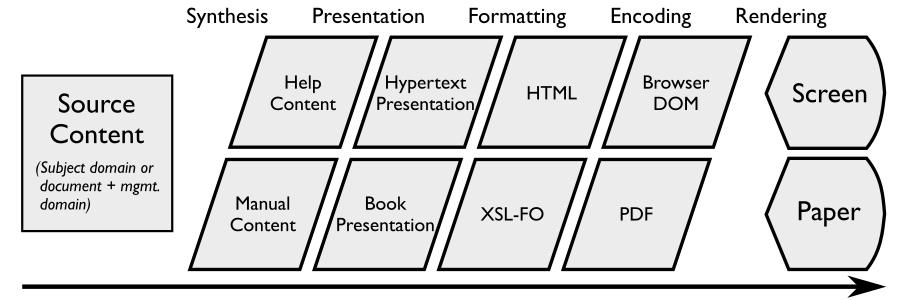 Synthesis Presentation Formatting Encoding Rendering
Source
Content
(Subject domain or
document + mgmt.
domain)
Help
Content
Hypertext
Presentation
HTML
Browser
DOM
Screen
Manual
Content
Book
Presentation
XSL-FO
PDF
Paper